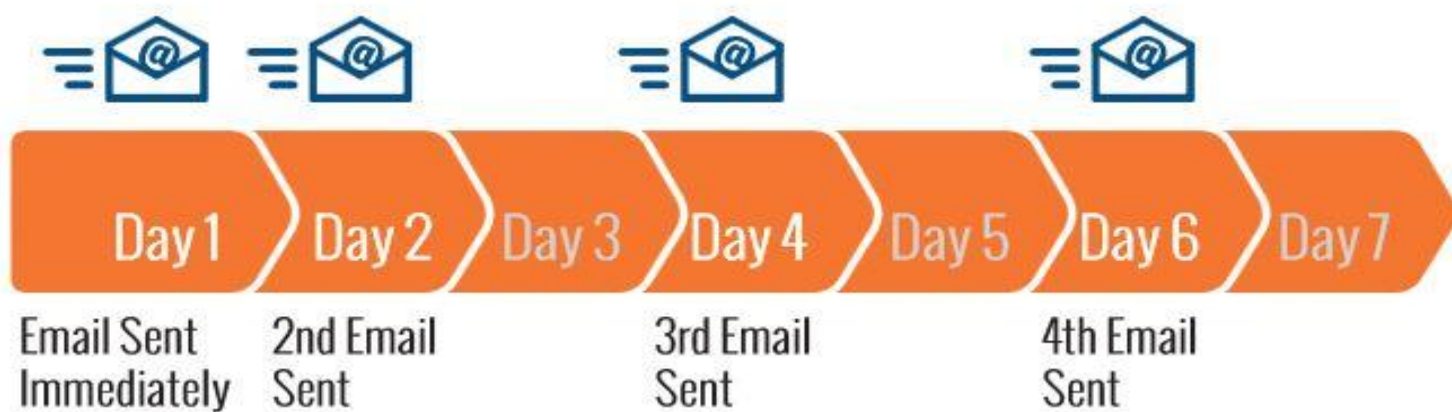 Day 1 Day 2 Day 3 Day 4 Day 5 Day 6 Day 7
Email Sent
Immediately
2nd Email
Sent
3rd Email
Sent
4th Email
Sent